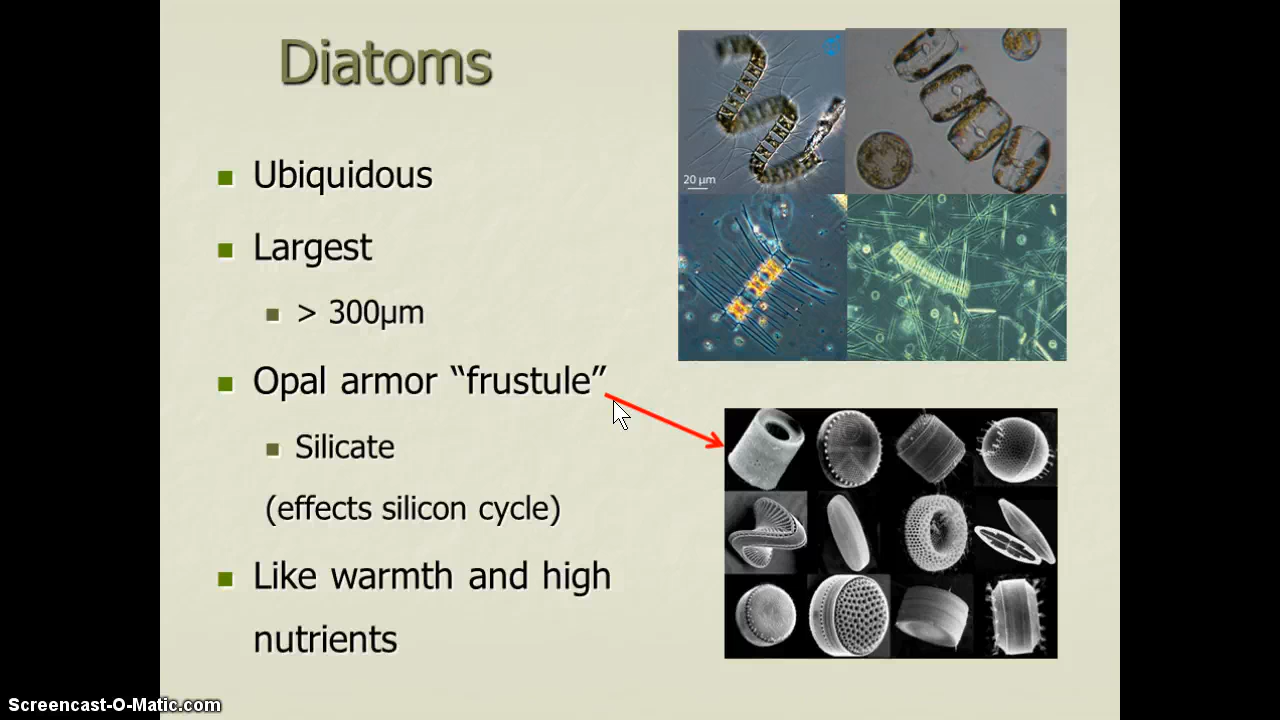 Diatoms
Ubiquidous
Largest
> 300µm
Opal armor “frustule”
Silicate
(effects silicon cycle)
Like warmth and high
nutrients
20 µm
Screencast-O-Matic.com